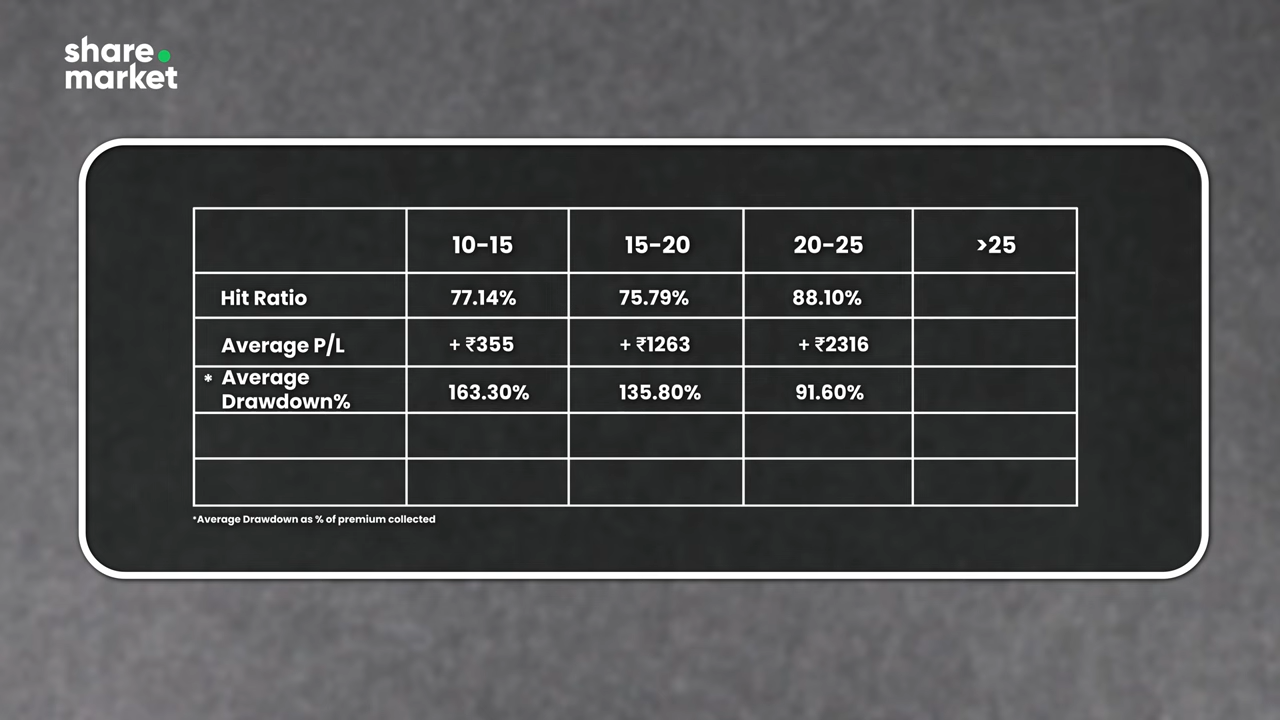 share.
market
10-15 15-20 20-25 >25
Hit Ratio 77.14% 75.79% 88.10%
Average P/L + ₹355 + ₹1263 + ₹2316
* Average
Drawdown% 163.30% 135.80% 91.60%
*Average Drawdown as % of premium collected